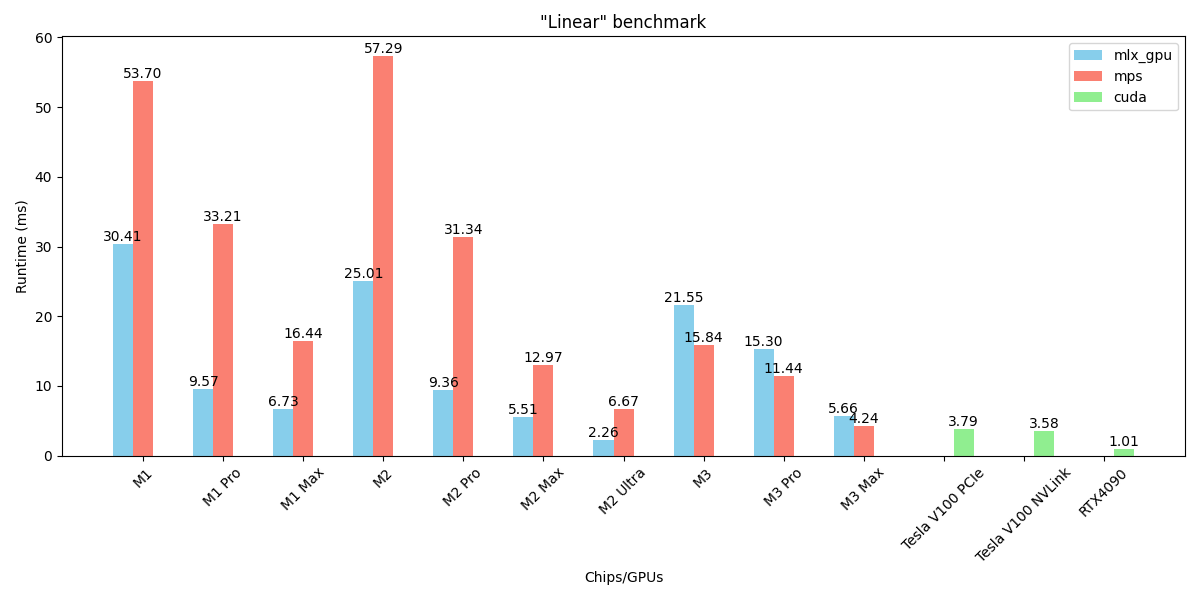 "Linear" benchmark
60
50
40
30
20
10
0
Runtime (ms)
mlx_gpu
mps
cuda
30.41
53.70
9.57
33.21
6.73
16.44
25.01
57.29
9.36
31.34
5.51
12.97
2.26
6.67
21.55
15.84
15.30
11.44
5.66
4.24
3.79
3.58
1.01
M1
M1 Pro
M1 Max
M2
M2 Pro
M2 Max
M2 Ultra
M3
M3 Pro
M3 Max
Tesla V100 PCIe
Tesla V100 NVLink
RTX4090
Chips/GPUs